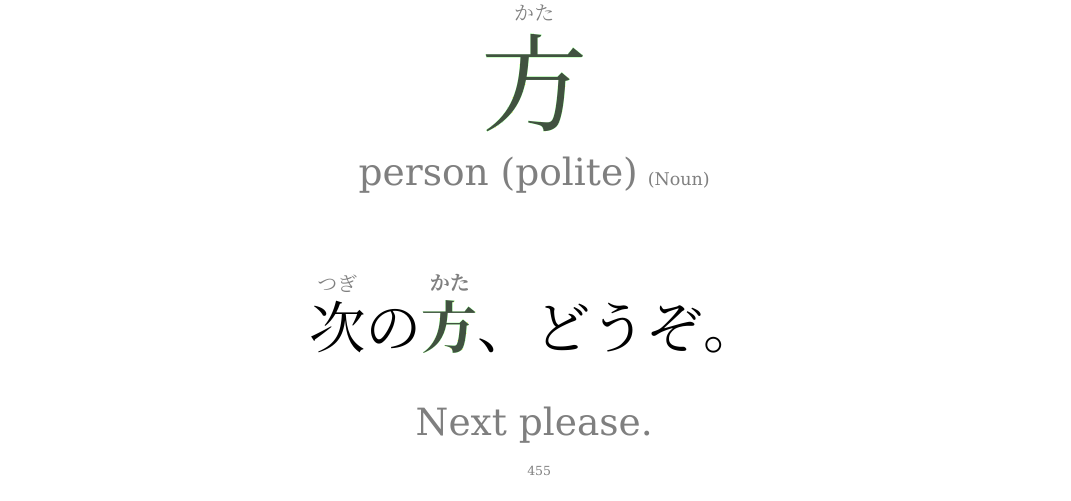 かた
方
person (polite) (Noun)
つぎ かた
次の方、どうぞ。
Next please.
455